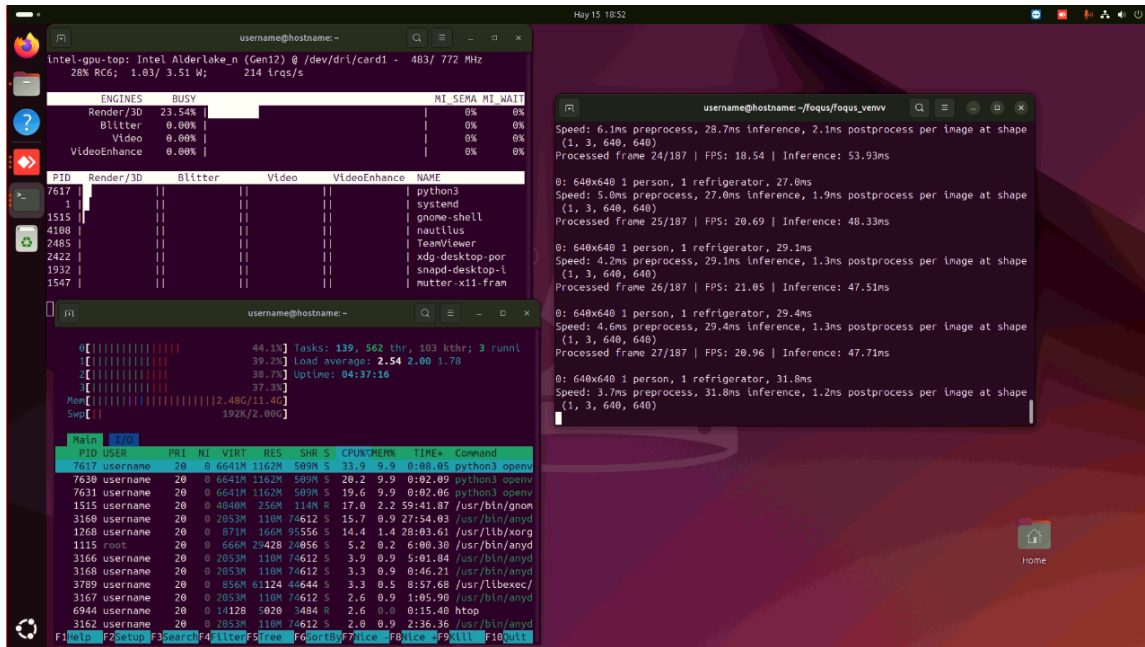 Hay 15 18:52
username@hostname: ~
intel-gpu-top: Intel Alderlake_n (Gen12) @ /dev/dri/card1 - 483/ 772 MHz
28% RC6; 1.03/ 3.51 W; 214 irqs/s
ENGINES BUSY MI_SEMA MI_WAIT
Render/3D 23.54% | | 0% 0%
Blitter 0.00% | | 0% 0%
Video 0.00% | | 0% 0%
VideoEnhance 0.00% | | 0% 0%
PID Render/3D Blitter Video VideoEnhance NAME
7617 | || || || | python3
1 | || || || | systemd
1515 | || || || | gnome-shell
4108 | || || || | nautilus
2485 | || || || | TeamViewer
2422 | || || || | xdg-desktop-por
1932 | || || || | snapd-desktop-i
1547 | || || || | mutter-x11-fram
username@hostname: ~
0[|||||||||||||||| 44.1%] Tasks: 139, 562 thr, 103 kthr; 3 runni
1[|||||||||||||| 39.2%] Load average: 2.54 2.00 1.78
2[|||||||||||||| 38.7%] Uptime: 04:37:16
3[|||||||||||||| 37.3%]
Mem[||||||||||||||||||||||2.48G/11.4G]
Swp[|| 192K/2.00G]
Main I/O
PID USER PRI NI VIRT RES SHR S CPU%▽MEM% TIME+ Command
7617 username 20 0 6641M 1162M 509M S 33.9 9.9 0:08.05 python3 openv
7630 username 20 0 6641M 1162M 509M S 20.2 9.9 0:02.09 python3 openv
7631 username 20 0 6641M 1162M 509M S 19.6 9.9 0:02.06 python3 openv
1515 username 20 0 4040M 256M 114M R 17.0 2.2 59:41.87 /usr/bin/gnom
3160 username 20 0 2053M 110M 74612 S 15.7 0.9 27:54.03 /usr/bin/anyd
1268 username 20 0 871M 166M 95556 S 14.4 1.4 28:03.61 /usr/lib/xorg
1115 root 20 0 666M 29428 24056 S 5.2 0.2 6:00.30 /usr/bin/anyd
3166 username 20 0 2053M 110M 74612 S 3.9 0.9 5:01.84 /usr/bin/anyd
3168 username 20 0 2053M 110M 74612 S 3.3 0.9 0:46.21 /usr/bin/anyd
3789 username 20 0 856M 61124 44644 S 3.3 0.5 8:57.68 /usr/libexec/
3167 username 20 0 2053M 110M 74612 S 2.6 0.9 1:05.90 /usr/bin/anyd
6944 username 20 0 14128 5020 3484 R 2.6 0.0 0:15.40 htop
3162 username 20 0 2053M 110M 74612 S 2.0 0.9 2:36.36 /usr/bin/anyd
F1Help F2Setup F3SearchF4FilterF5Tree F6SortByF7Nice -F8Nice +F9Kill F10Quit
username@hostname: ~/foqus/foqus_venvv
Speed: 6.1ms preprocess, 28.7ms inference, 2.1ms postprocess per image at shape
(1, 3, 640, 640)
Processed frame 24/187 | FPS: 18.54 | Inference: 53.93ms
0: 640x640 1 person, 1 refrigerator, 27.0ms
Speed: 5.0ms preprocess, 27.0ms inference, 1.9ms postprocess per image at shape
(1, 3, 640, 640)
Processed frame 25/187 | FPS: 20.69 | Inference: 48.33ms
0: 640x640 1 person, 1 refrigerator, 29.1ms
Speed: 4.2ms preprocess, 29.1ms inference, 1.3ms postprocess per image at shape
(1, 3, 640, 640)
Processed frame 26/187 | FPS: 21.05 | Inference: 47.51ms
0: 640x640 1 person, 1 refrigerator, 29.4ms
Speed: 4.6ms preprocess, 29.4ms inference, 1.3ms postprocess per image at shape
(1, 3, 640, 640)
Processed frame 27/187 | FPS: 20.96 | Inference: 47.71ms
0: 640x640 1 person, 1 refrigerator, 31.8ms
Speed: 3.7ms preprocess, 31.8ms inference, 1.2ms postprocess per image at shape
(1, 3, 640, 640)
Home